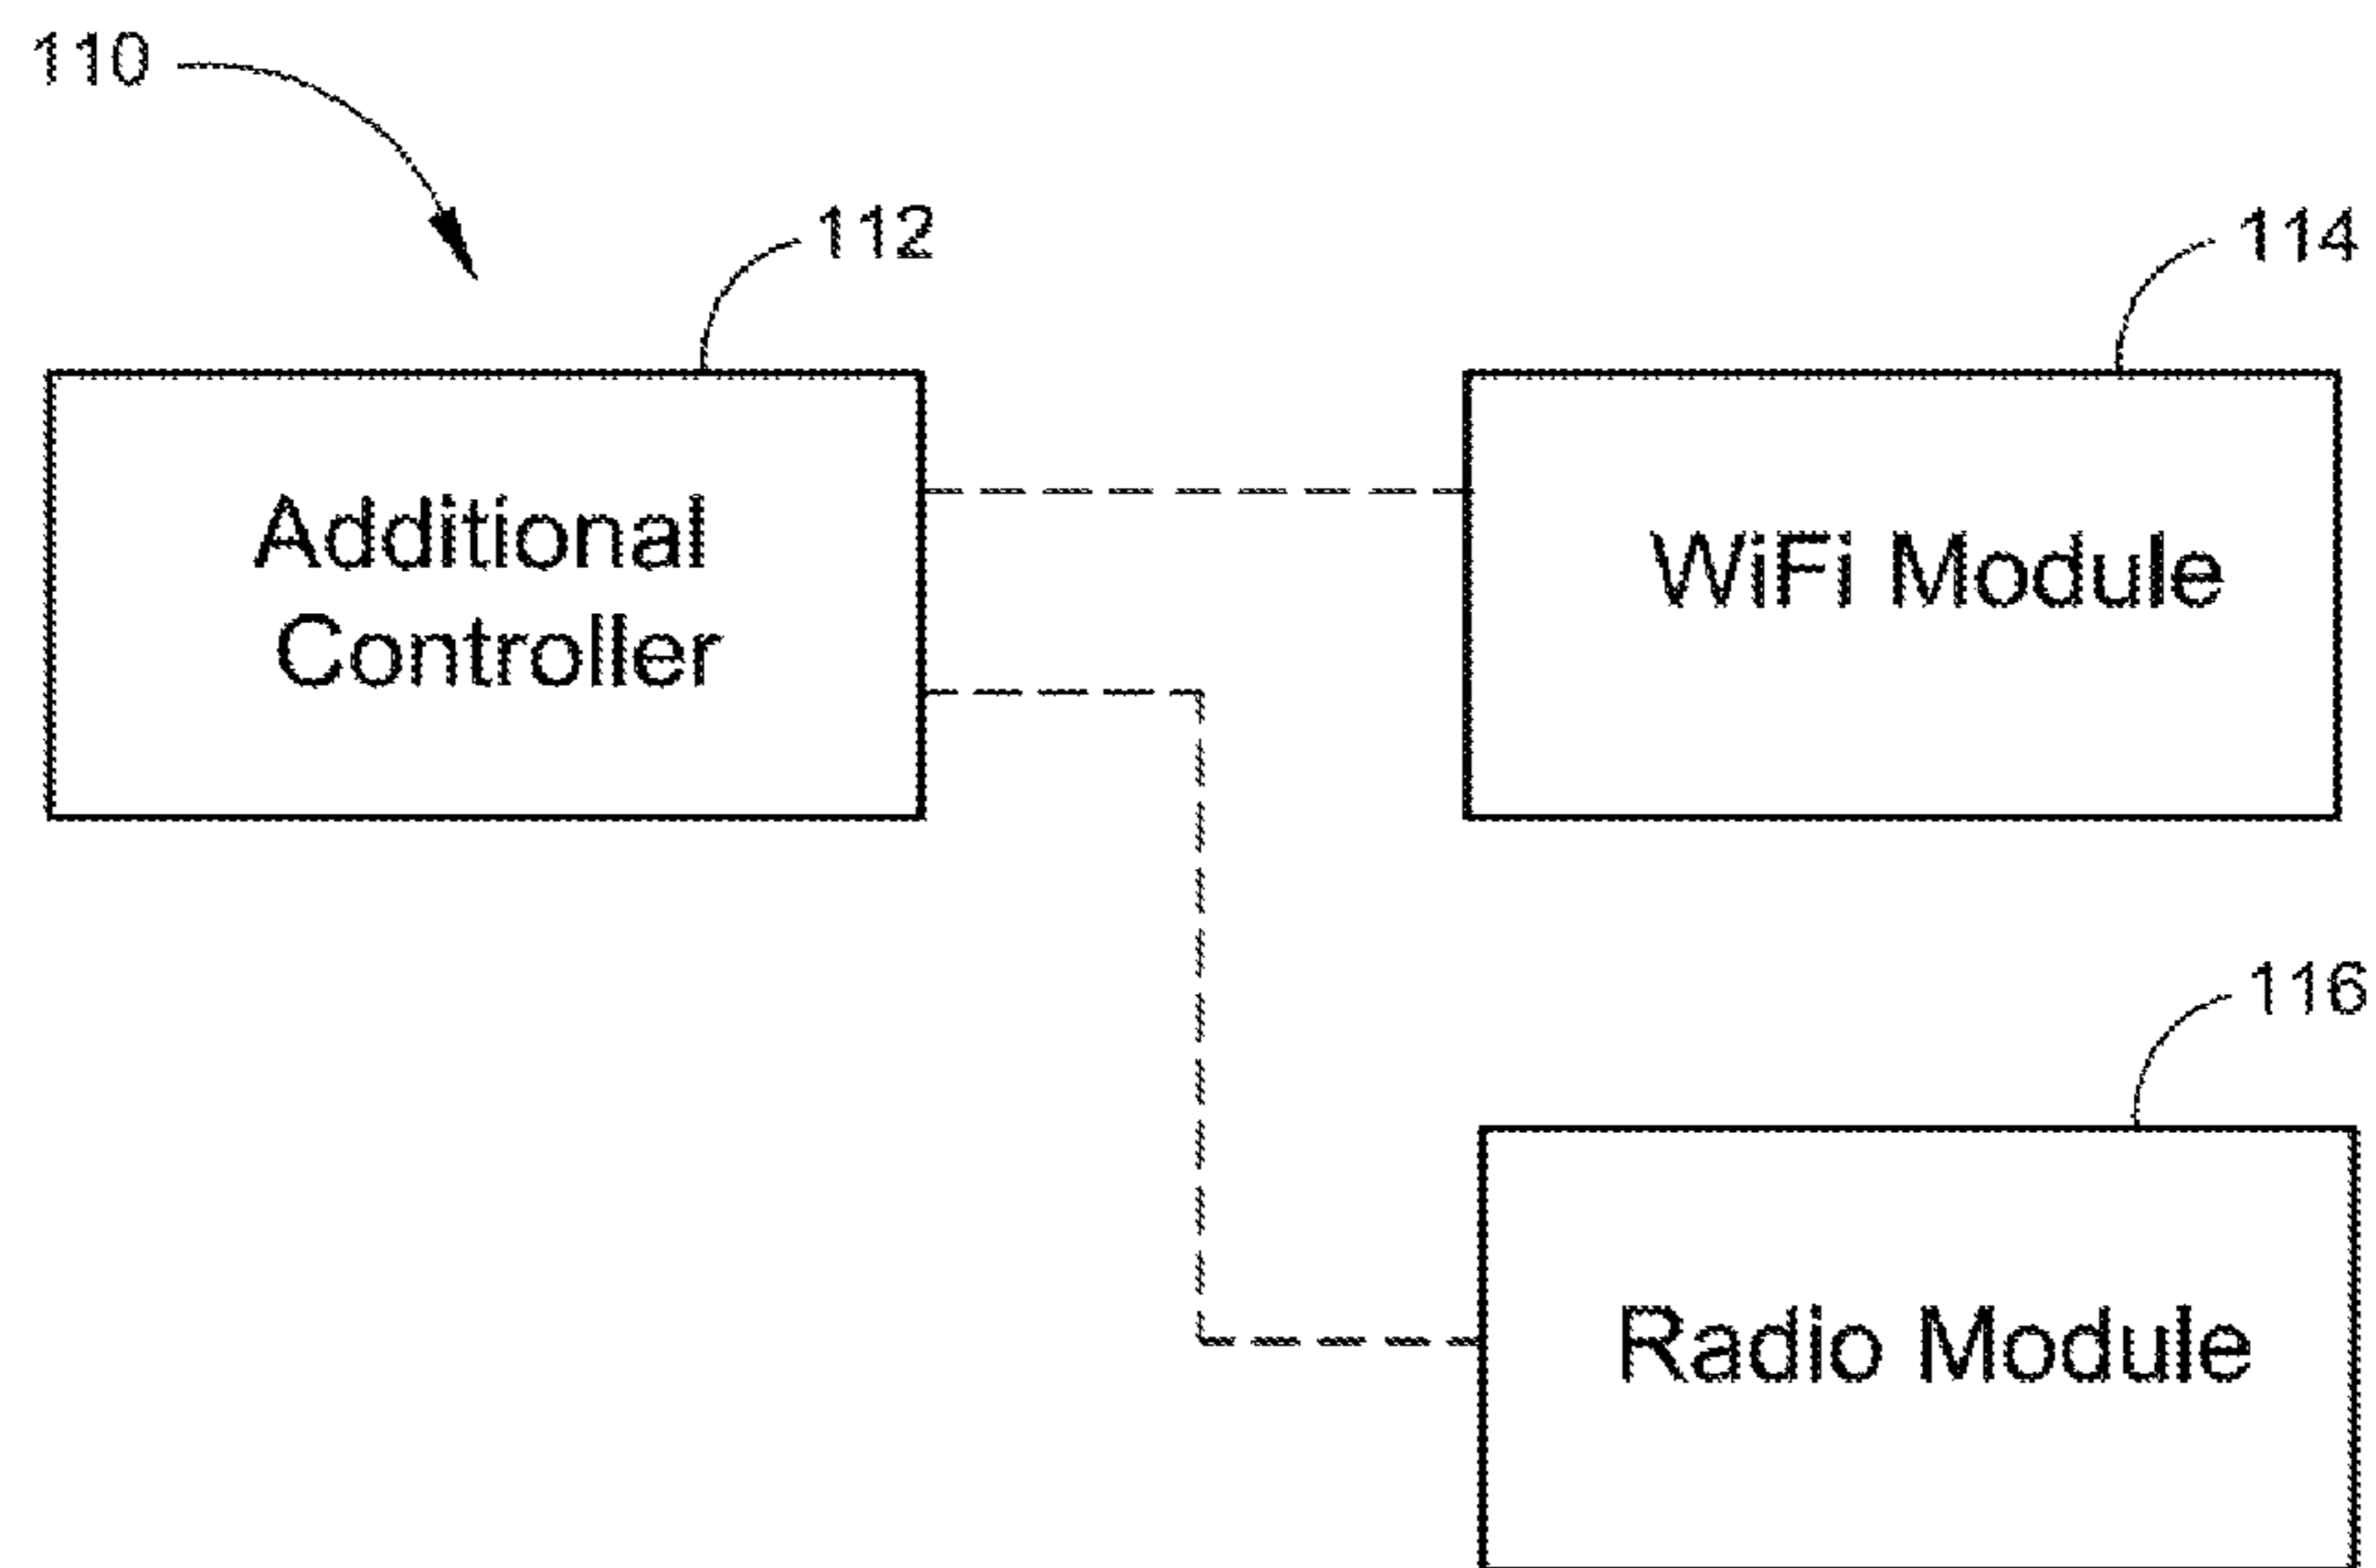 110
112
114
Additional
Controller
WiFi Module
116
Radio Module